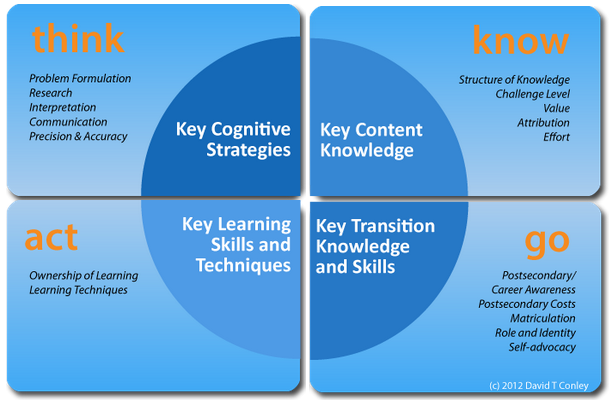 think
Problem Formulation
Research
Interpretation
Communication
Precision & Accuracy
Key Cognitive
Strategies
know
Structure of Knowledge
Challenge Level
Value
Attribution
Effort
Key Content
Knowledge
act
Ownership of Learning
Learning Techniques
Key Learning
Skills and
Techniques
go
Postsecondary/
Career Awareness
Postsecondary Costs
Matriculation
Role and Identity
Self-advocacy
Key Transition
Knowledge
and Skills
(c) 2012 David T Conley